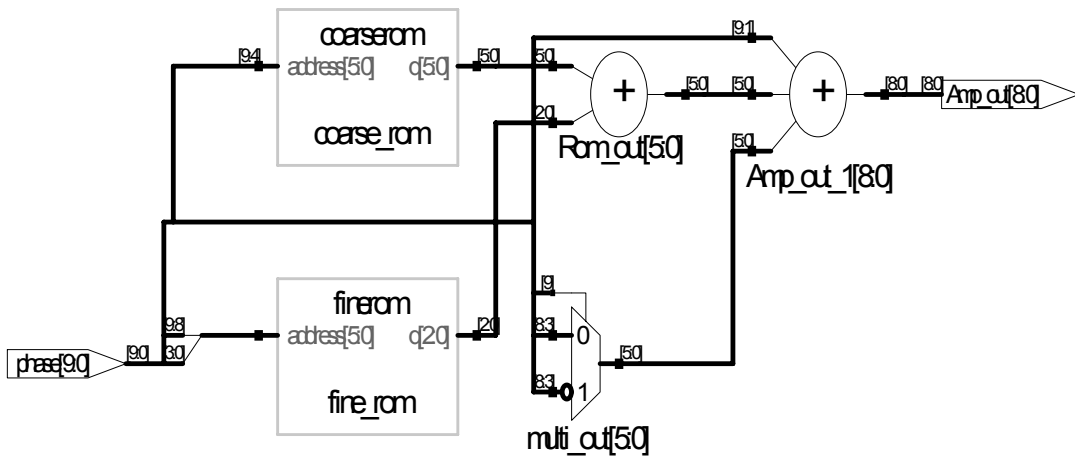 coarserom
[9:4]
address[5:0]
q[5:0]
[5:0]
coarse_rom
[5:0]
[2:0]
Rom_out[5:0]
[9:1]
[5:0]
[5:0]
[5:0]
Amp_out_1[8:0]
[8:0]
[8:0]
Amp_out[8:0]
phase[9:0]
[9:0]
9:8
3:0
finerom
address[5:0]
q[2:0]
[2:0]
fine_rom
[9]
[8:3]
0
[8:3]
1
[5:0]
multi_out[5:0]